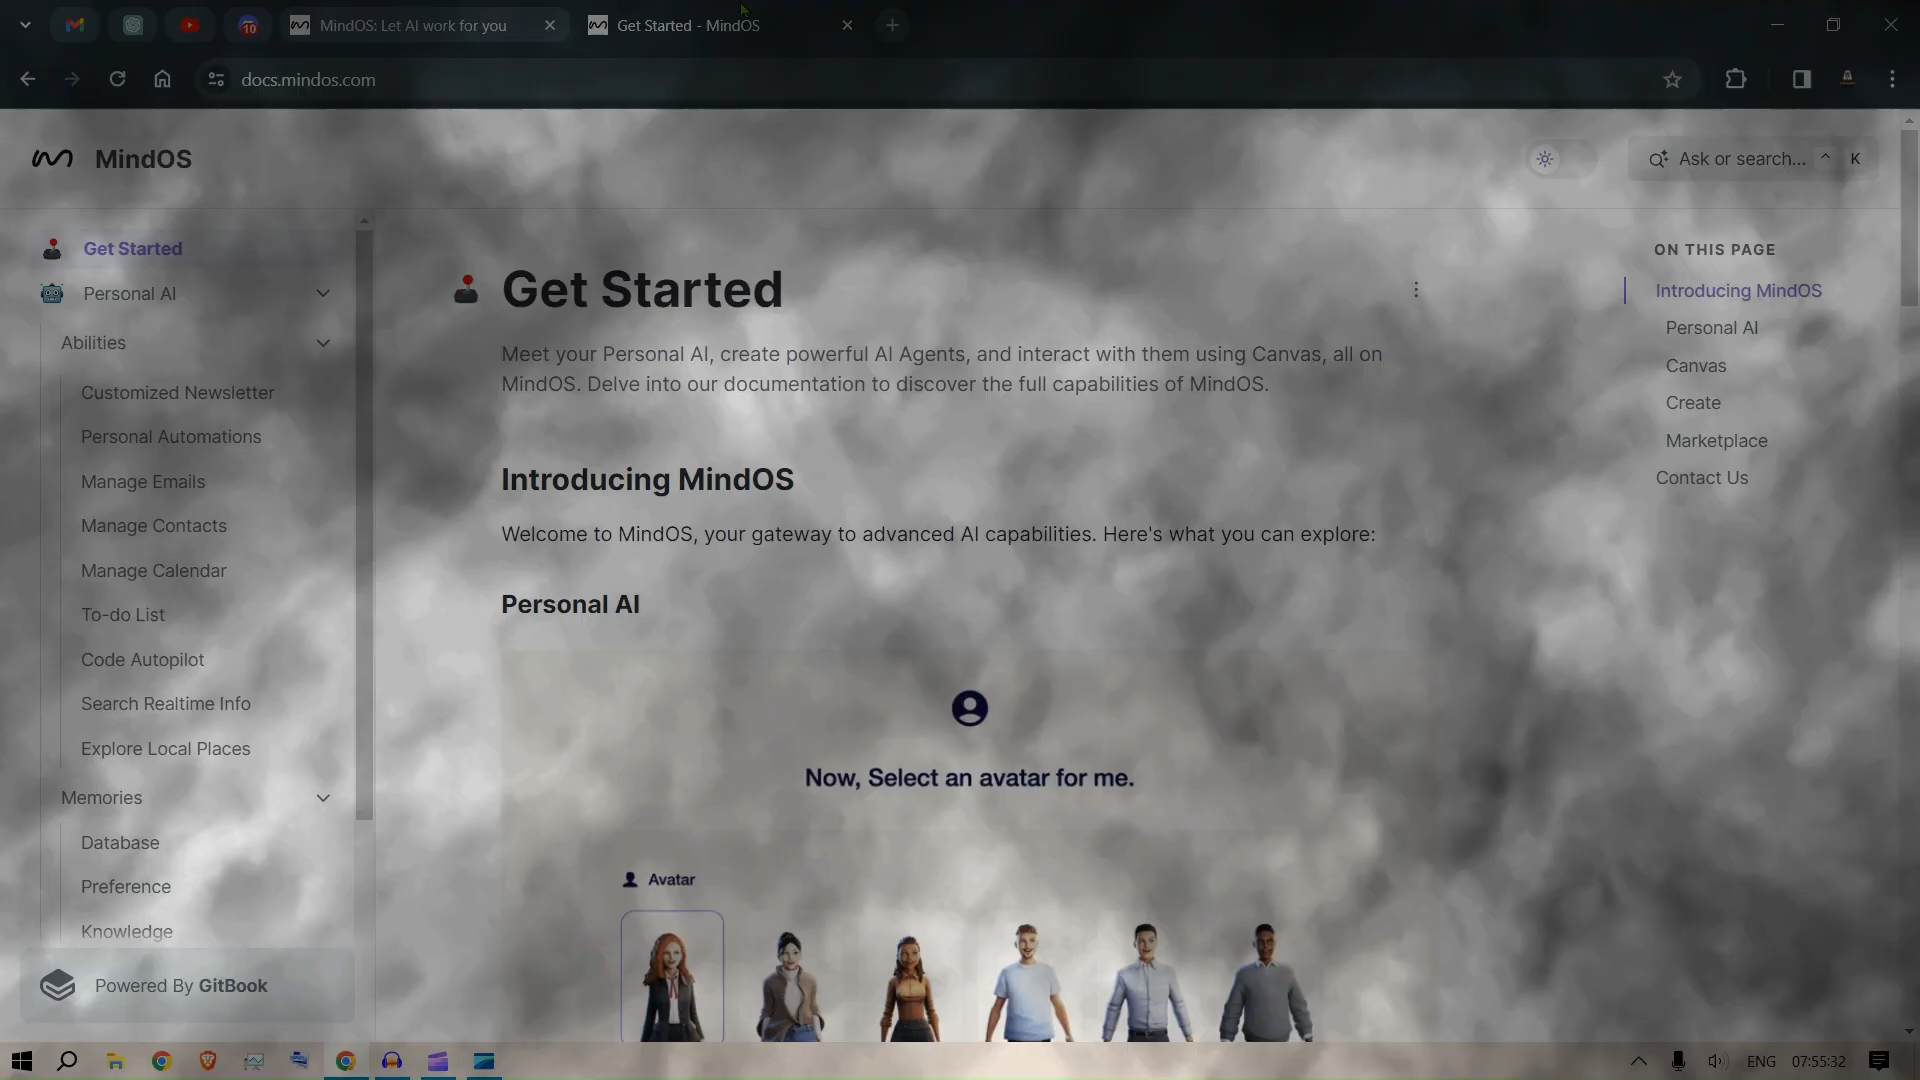 10
MindOS: Let AI work for you
Get Started - MindOS
docs.mindos.com
MindOS
Ask or search... ^ K
Get Started
Personal AI
Abilities
Customized Newsletter
Personal Automations
Manage Emails
Manage Contacts
Manage Calendar
To-do List
Code Autopilot
Search Realtime Info
Explore Local Places
Memories
Database
Preference
Knowledge
Powered By GitBook
Get Started
Meet your Personal AI, create powerful AI Agents, and interact with them using Canvas, all on
MindOS. Delve into our documentation to discover the full capabilities of MindOS.
Introducing MindOS
Welcome to MindOS, your gateway to advanced AI capabilities. Here's what you can explore:
Personal AI
Now, Select an avatar for me.
Avatar
ON THIS PAGE
Introducing MindOS
Personal AI
Canvas
Create
Marketplace
Contact Us
ENG
07:55:32